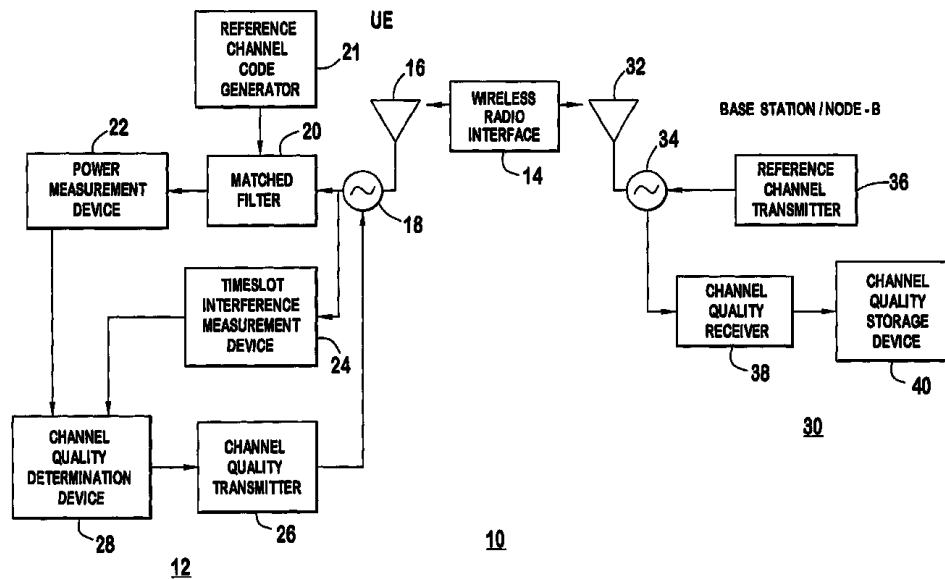 UE
REFERENCE
CHANNEL
CODE
GENERATOR
21
16
WIRELESS
RADIO
INTERFACE
14
32
BASE STATION / NODE - B
22
POWER
MEASUREMENT
DEVICE
20
MATCHED
FILTER
18
34
REFERENCE
CHANNEL
TRANSMITTER
36
TIMESLOT
INTERFERENCE
MEASUREMENT
DEVICE
24
CHANNEL
QUALITY
RECEIVER
38
CHANNEL
QUALITY
STORAGE
DEVICE
40
CHANNEL
QUALITY
DETERMINATION
DEVICE
28
CHANNEL
QUALITY
TRANSMITTER
26
30
12
10